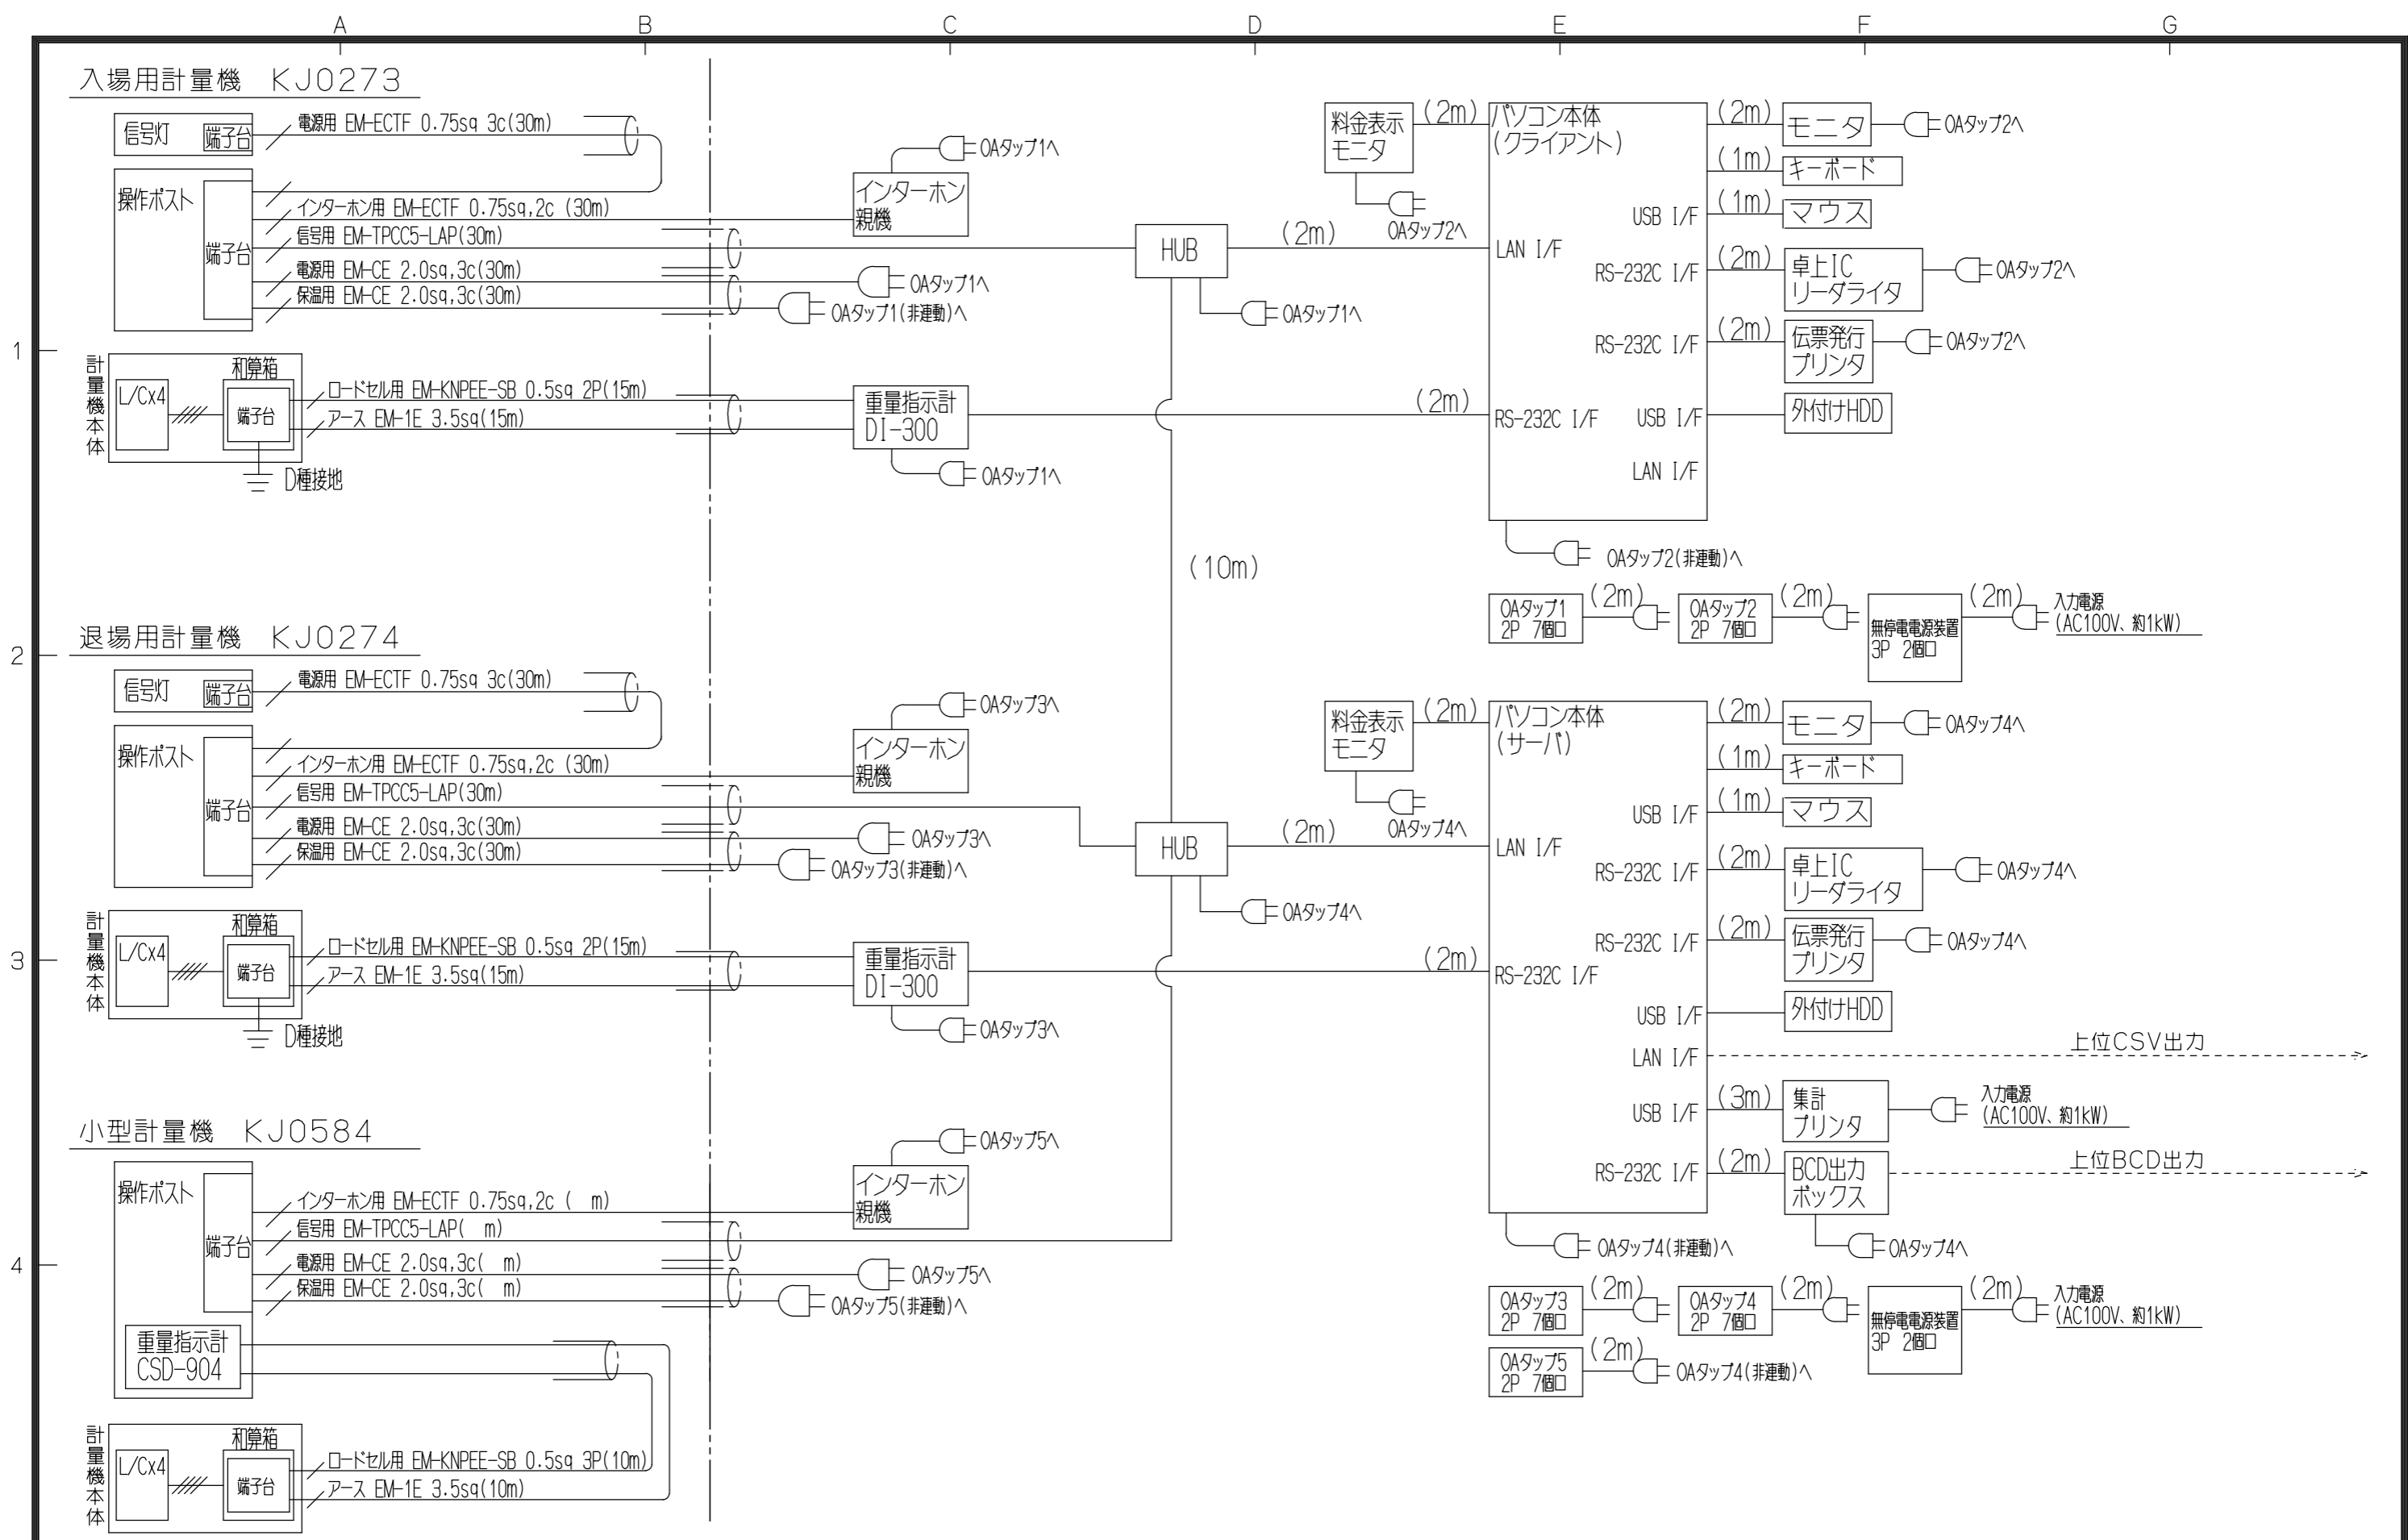 A B C D E F G
入場用計量機 KJ0273
信号灯
端子台
電源用 EM-ECTF 0.75sq 3c(30m)
操作ポスト
端子台
インターホン用 EM-ECTF 0.75sq,2c (30m)
信号用 EM-TPCC5-LAP(30m)
電源用 EM-CE 2.0sq,3c(30m)
保温用 EM-CE 2.0sq,3c(30m)
OAタップ1へ
インターホン
親機
OAタップ1へ
OAタップ1(非連動)へ
HUB
OAタップ1へ
(2m)
料金表示
モニタ
(2m)
OAタップ2へ
パソコン本体
(クライアント)
LAN I/F
USB I/F
RS-232C I/F
RS-232C I/F
RS-232C I/F
USB I/F
LAN I/F
(2m)
モニタ
OAタップ2へ
(1m)
キーボード
(1m)
マウス
(2m)
卓上IC
リーダライタ
OAタップ2へ
(2m)
伝票発行
プリンタ
OAタップ2へ
外付けHDD
1
計量機本体
L/Cx4
和算箱
端子台
D種接地
ロードセル用 EM-KNPEE-SB 0.5sq 2P(15m)
アース EM-1E 3.5sq(15m)
重量指示計
DI-300
OAタップ1へ
(2m)
OAタップ2(非連動)へ
(10m)
OAタップ1
2P 7個口
(2m)
OAタップ2
2P 7個口
(2m)
無停電電源装置
3P 2個口
(2m)
入力電源
(AC100V、約1kW)
2
退場用計量機 KJ0274
信号灯
端子台
電源用 EM-ECTF 0.75sq 3c(30m)
操作ポスト
端子台
インターホン用 EM-ECTF 0.75sq,2c (30m)
信号用 EM-TPCC5-LAP(30m)
電源用 EM-CE 2.0sq,3c(30m)
保温用 EM-CE 2.0sq,3c(30m)
OAタップ3へ
インターホン
親機
OAタップ3へ
OAタップ3(非連動)へ
HUB
OAタップ4へ
(2m)
料金表示
モニタ
(2m)
OAタップ4へ
パソコン本体
(サーバ)
LAN I/F
USB I/F
RS-232C I/F
RS-232C I/F
RS-232C I/F
USB I/F
LAN I/F
USB I/F
RS-232C I/F
(2m)
モニタ
OAタップ4へ
(1m)
キーボード
(1m)
マウス
(2m)
卓上IC
リーダライタ
OAタップ4へ
(2m)
伝票発行
プリンタ
OAタップ4へ
外付けHDD
上位CSV出力
(3m)
集計
プリンタ
入力電源
(AC100V、約1kW)
(2m)
BCD出力
ボックス
上位BCD出力
OAタップ4へ
3
計量機本体
L/Cx4
和算箱
端子台
D種接地
ロードセル用 EM-KNPEE-SB 0.5sq 2P(15m)
アース EM-1E 3.5sq(15m)
重量指示計
DI-300
OAタップ3へ
(2m)
小型計量機 KJ0584
操作ポスト
端子台
インターホン用 EM-ECTF 0.75sq,2c ( m)
信号用 EM-TPCC5-LAP( m)
電源用 EM-CE 2.0sq,3c( m)
保温用 EM-CE 2.0sq,3c( m)
OAタップ5へ
インターホン
親機
OAタップ5へ
OAタップ5(非連動)へ
OAタップ4(非連動)へ
4
OAタップ3
2P 7個口
(2m)
OAタップ4
2P 7個口
(2m)
無停電電源装置
3P 2個口
(2m)
入力電源
(AC100V、約1kW)
OAタップ5
2P 7個口
(2m)
OAタップ4(非連動)へ
重量指示計
CSD-904
計量機本体
L/Cx4
和算箱
端子台
ロードセル用 EM-KNPEE-SB 0.5sq 3P(10m)
アース EM-1E 3.5sq(10m)